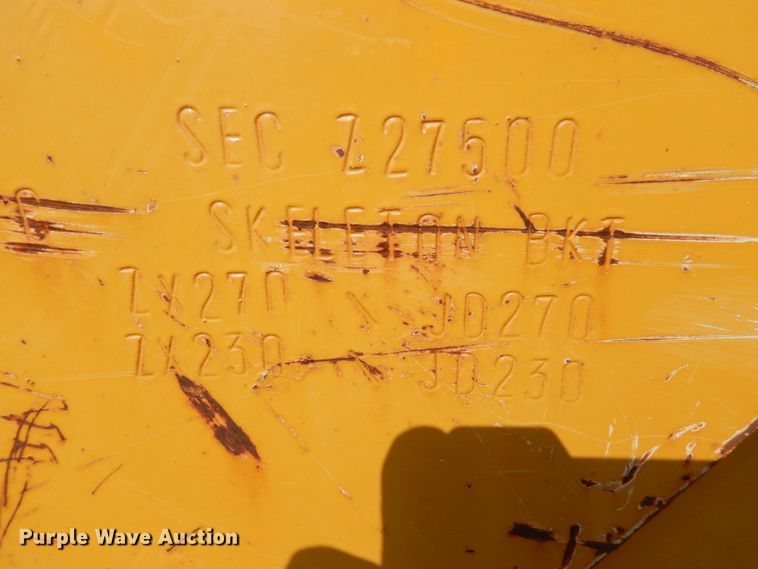 SEC Z27500
SKELETON BKT
ZX270 JD270
ZX230 JD230
Purple Wave Auction